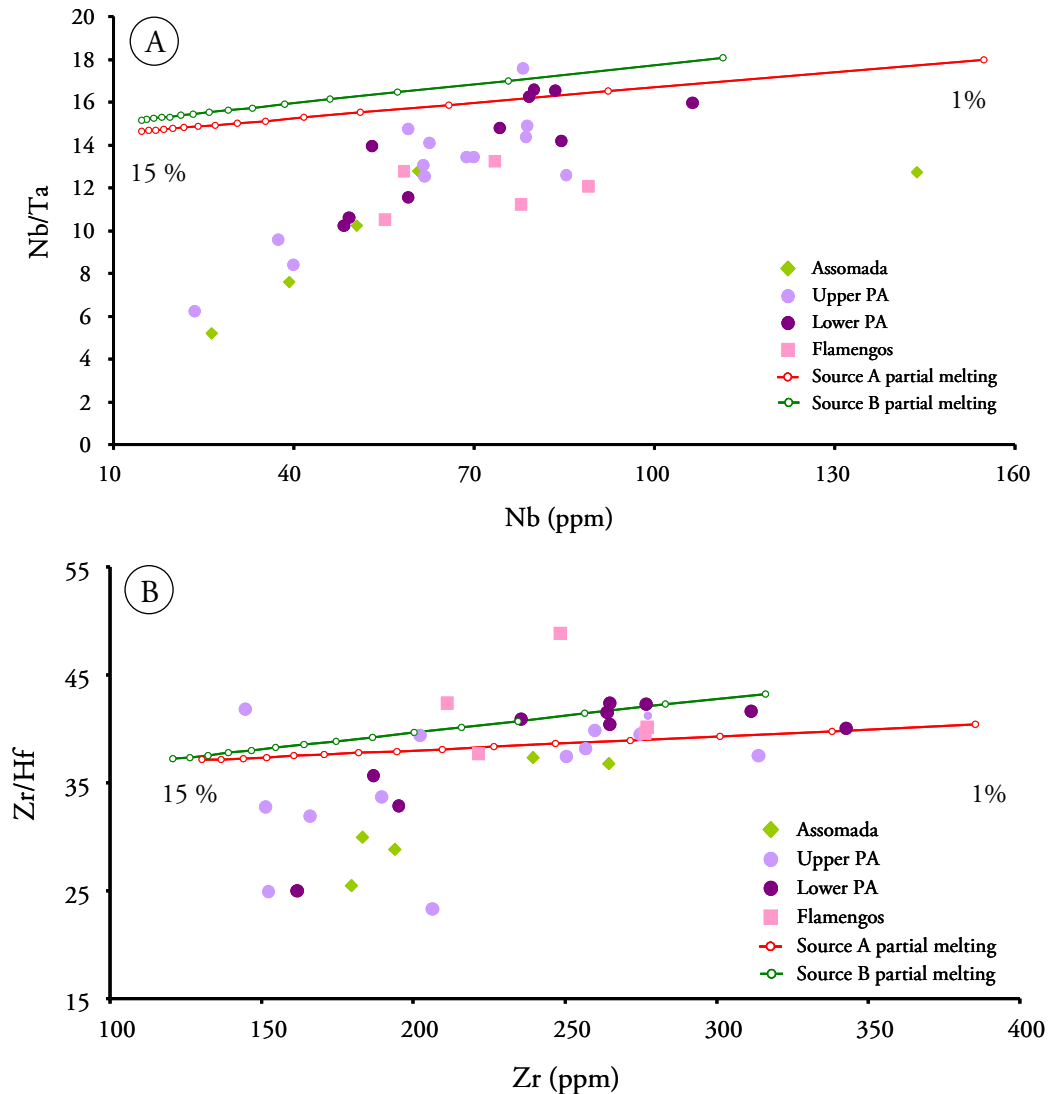 A
20
18
16
14
12
10
8
6
4
2
0
Nb/Ta
15 %
1%
Assomada
Upper PA
Lower PA
Flamengos
Source A partial melting
Source B partial melting
10 40 70 100 130 160
Nb (ppm)
B
55
45
35
25
15
Zr/Hf
15 %
1%
Assomada
Upper PA
Lower PA
Flamengos
Source A partial melting
Source B partial melting
100 150 200 250 300 350 400
Zr (ppm)